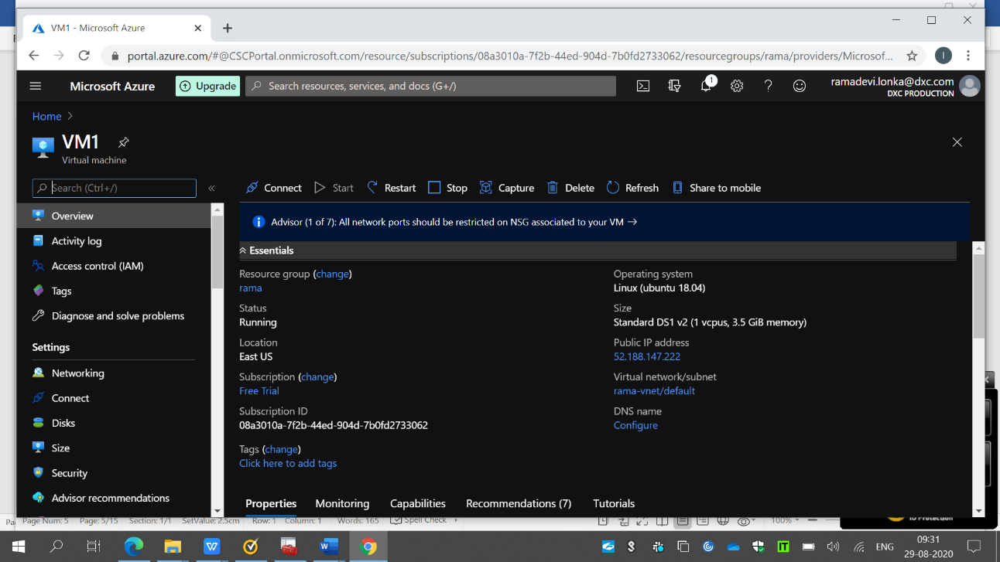 VM1 - Microsoft Azure
portal.azure.com/#@CSCPortal.onmicrosoft.com/resource/subscriptions/08a3010a-7f2b-44ed-904d-7b0fd2733062/resourcegroups/rama/providers/Microsof...
I
Microsoft Azure
Upgrade
Search resources, services, and docs (G+/)
1
ramadevi.lonka@dxc.com
DXC PRODUCTION
Home
VM1
Virtual machine
Search (Ctrl+/)
Connect Start Restart Stop Capture Delete Refresh Share to mobile
Overview
Activity log
Access control (IAM)
Tags
Diagnose and solve problems
Settings
Networking
Connect
Disks
Size
Security
Advisor recommendations
Advisor (1 of 7): All network ports should be restricted on NSG associated to your VM →
Essentials
Resource group (change)
rama
Status
Running
Location
East US
Subscription (change)
Free Trial
Subscription ID
08a3010a-7f2b-44ed-904d-7b0fd2733062
Tags (change)
Click here to add tags
Operating system
Linux (ubuntu 18.04)
Size
Standard DS1 v2 (1 vcpus, 3.5 GiB memory)
Public IP address
52.188.147.222
Virtual network/subnet
rama-vnet/default
DNS name
Configure
Properties Monitoring Capabilities Recommendations (7) Tutorials
Page Num: 5 Page: 5/15 Section: 1/1 SetValue: 2.5cm Row: 1 Column: 1 Words: 165 Spell Check 100%
ID Protection
ENG
09:31
29-08-2020